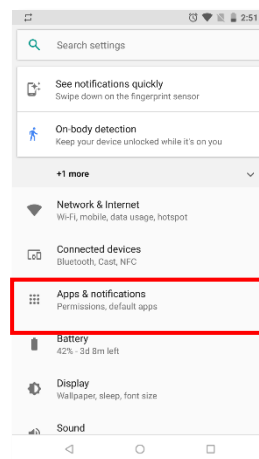 2:51
Search settings
See notifications quickly
Swipe down on the fingerprint sensor
On-body detection
Keep your device unlocked while it's on you
+1 more
Network & Internet
Wi-Fi, mobile, data usage, hotspot
Connected devices
Bluetooth, Cast, NFC
Apps & notifications
Permissions, default apps
Battery
42% - 3d 8m left
Display
Wallpaper, sleep, font size
Sound